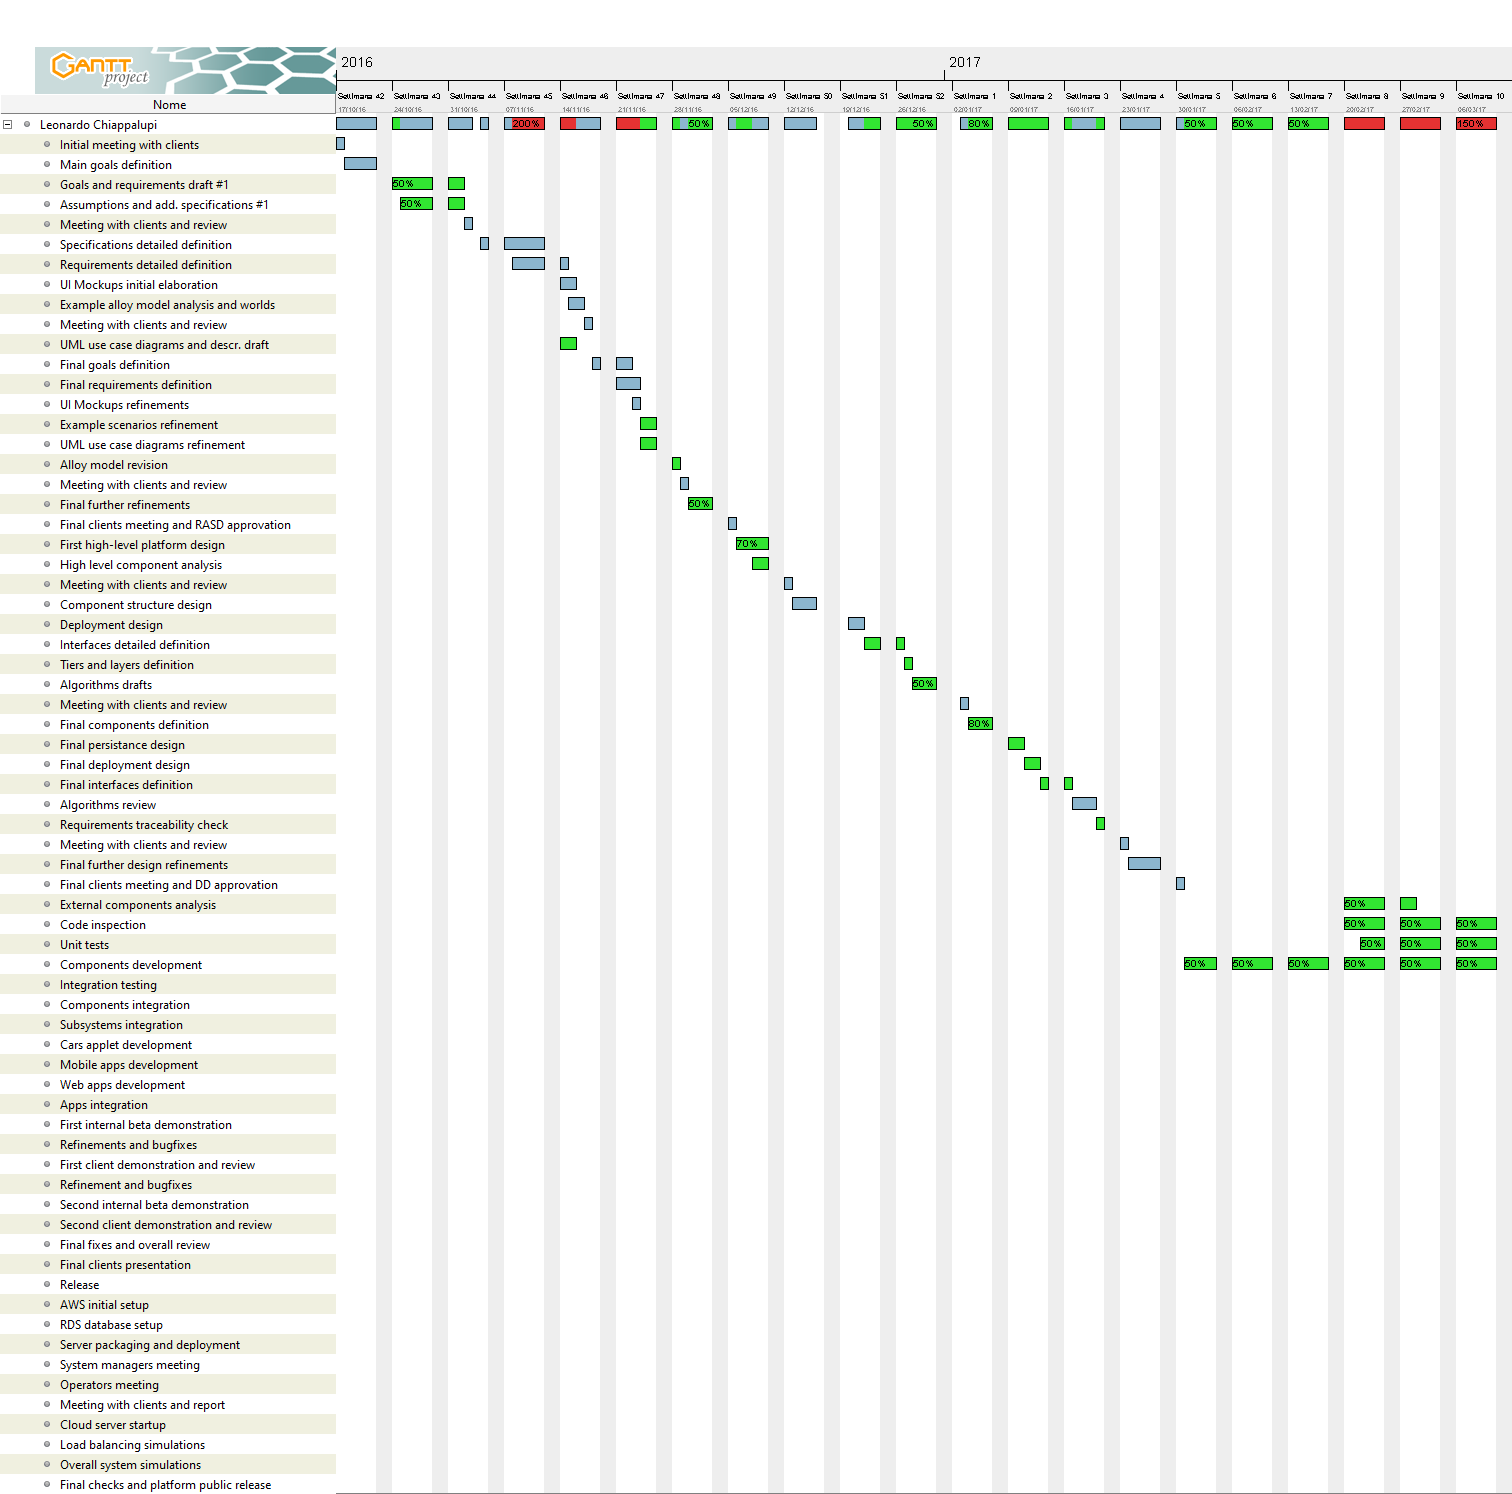 GANTT
project
2016
2017
Nome
Settimana 42
Settimana 43
Settimana 44
Settimana 45
Settimana 46
Settimana 47
Settimana 48
Settimana 49
Settimana 50
Settimana 51
Settimana 52
Settimana 1
Settimana 2
Settimana 3
Settimana 4
Settimana 5
Settimana 6
Settimana 7
Settimana 8
Settimana 9
Settimana 10
17/10/16
24/10/16
31/10/16
07/11/16
14/11/16
21/11/16
28/11/16
05/12/16
12/12/16
19/12/16
26/12/16
02/01/17
09/01/17
16/01/17
23/01/17
30/01/17
06/02/17
13/02/17
20/02/17
27/02/17
06/03/17
Leonardo Chiappalupi 200% 50% 50% 80% 50% 50% 50% 150%
Initial meeting with clients
Main goals definition
Goals and requirements draft #1 50%
Assumptions and add. specifications #1 50%
Meeting with clients and review
Specifications detailed definition
Requirements detailed definition
UI Mockups initial elaboration
Example alloy model analysis and worlds
Meeting with clients and review
UML use case diagrams and descr. draft
Final goals definition
Final requirements definition
UI Mockups refinements
Example scenarios refinement
UML use case diagrams refinement
Alloy model revision
Meeting with clients and review
Final further refinements 50%
Final clients meeting and RASD approvation
First high-level platform design 70%
High level component analysis
Meeting with clients and review
Component structure design
Deployment design
Interfaces detailed definition
Tiers and layers definition
Algorithms drafts 50%
Meeting with clients and review
Final components definition 80%
Final persistance design
Final deployment design
Final interfaces definition
Algorithms review
Requirements traceability check
Meeting with clients and review
Final further design refinements
Final clients meeting and DD approvation
External components analysis 50%
Code inspection 50% 50% 50%
Unit tests 50% 50% 50%
Components development 50% 50% 50% 50% 50% 50%
Integration testing
Components integration
Subsystems integration
Cars applet development
Mobile apps development
Web apps development
Apps integration
First internal beta demonstration
Refinements and bugfixes
First client demonstration and review
Refinement and bugfixes
Second internal beta demonstration
Second client demonstration and review
Final fixes and overall review
Final clients presentation
Release
AWS initial setup
RDS database setup
Server packaging and deployment
System managers meeting
Operators meeting
Meeting with clients and report
Cloud server startup
Load balancing simulations
Overall system simulations
Final checks and platform public release